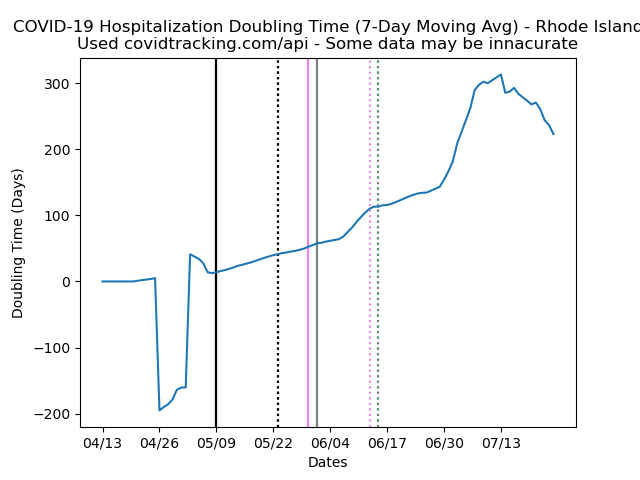 COVID-19 Hospitalization Doubling Time (7-Day Moving Avg) - Rhode Island
Used covidtracking.com/api - Some data may be innacurate
Doubling Time (Days)
300
200
100
0
−100
−200
04/13 04/26 05/09 05/22 06/04 06/17 06/30 07/13
Dates